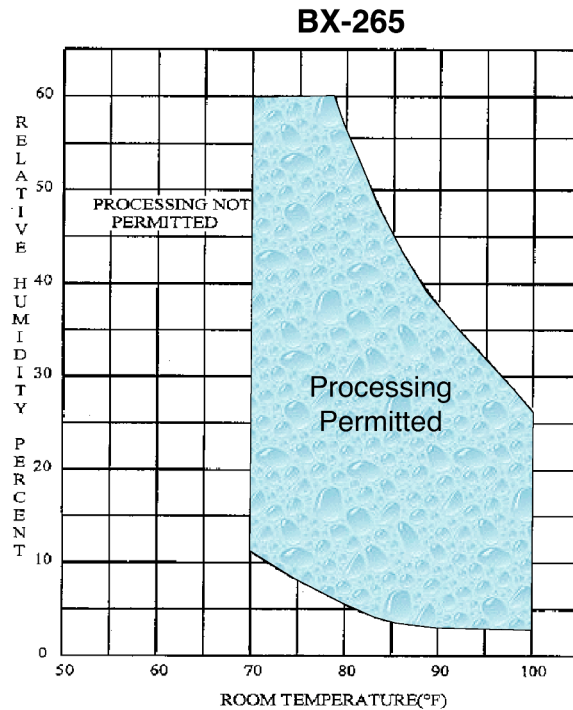 BX-265
RELATIVE HUMIDITY PERCENT
60
50
40
30
20
10
0
PROCESSING NOT
PERMITTED
Processing
Permitted
50
60
70
80
90
100
ROOM TEMPERATURE(°F)